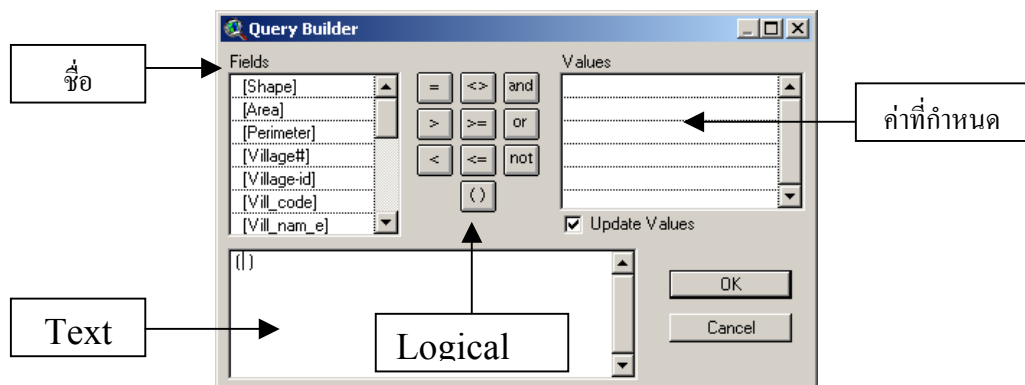 Query Builder
ชื่อ
Fields
[Shape]
[Area]
[Perimeter]
[Village#]
[Village-id]
[Vill_code]
[Vill_nam_e]
= <> and
> >= or
< <= not
()
Values
ค่าที่กำหนด
Update Values
()
OK
Cancel
Text
Logical